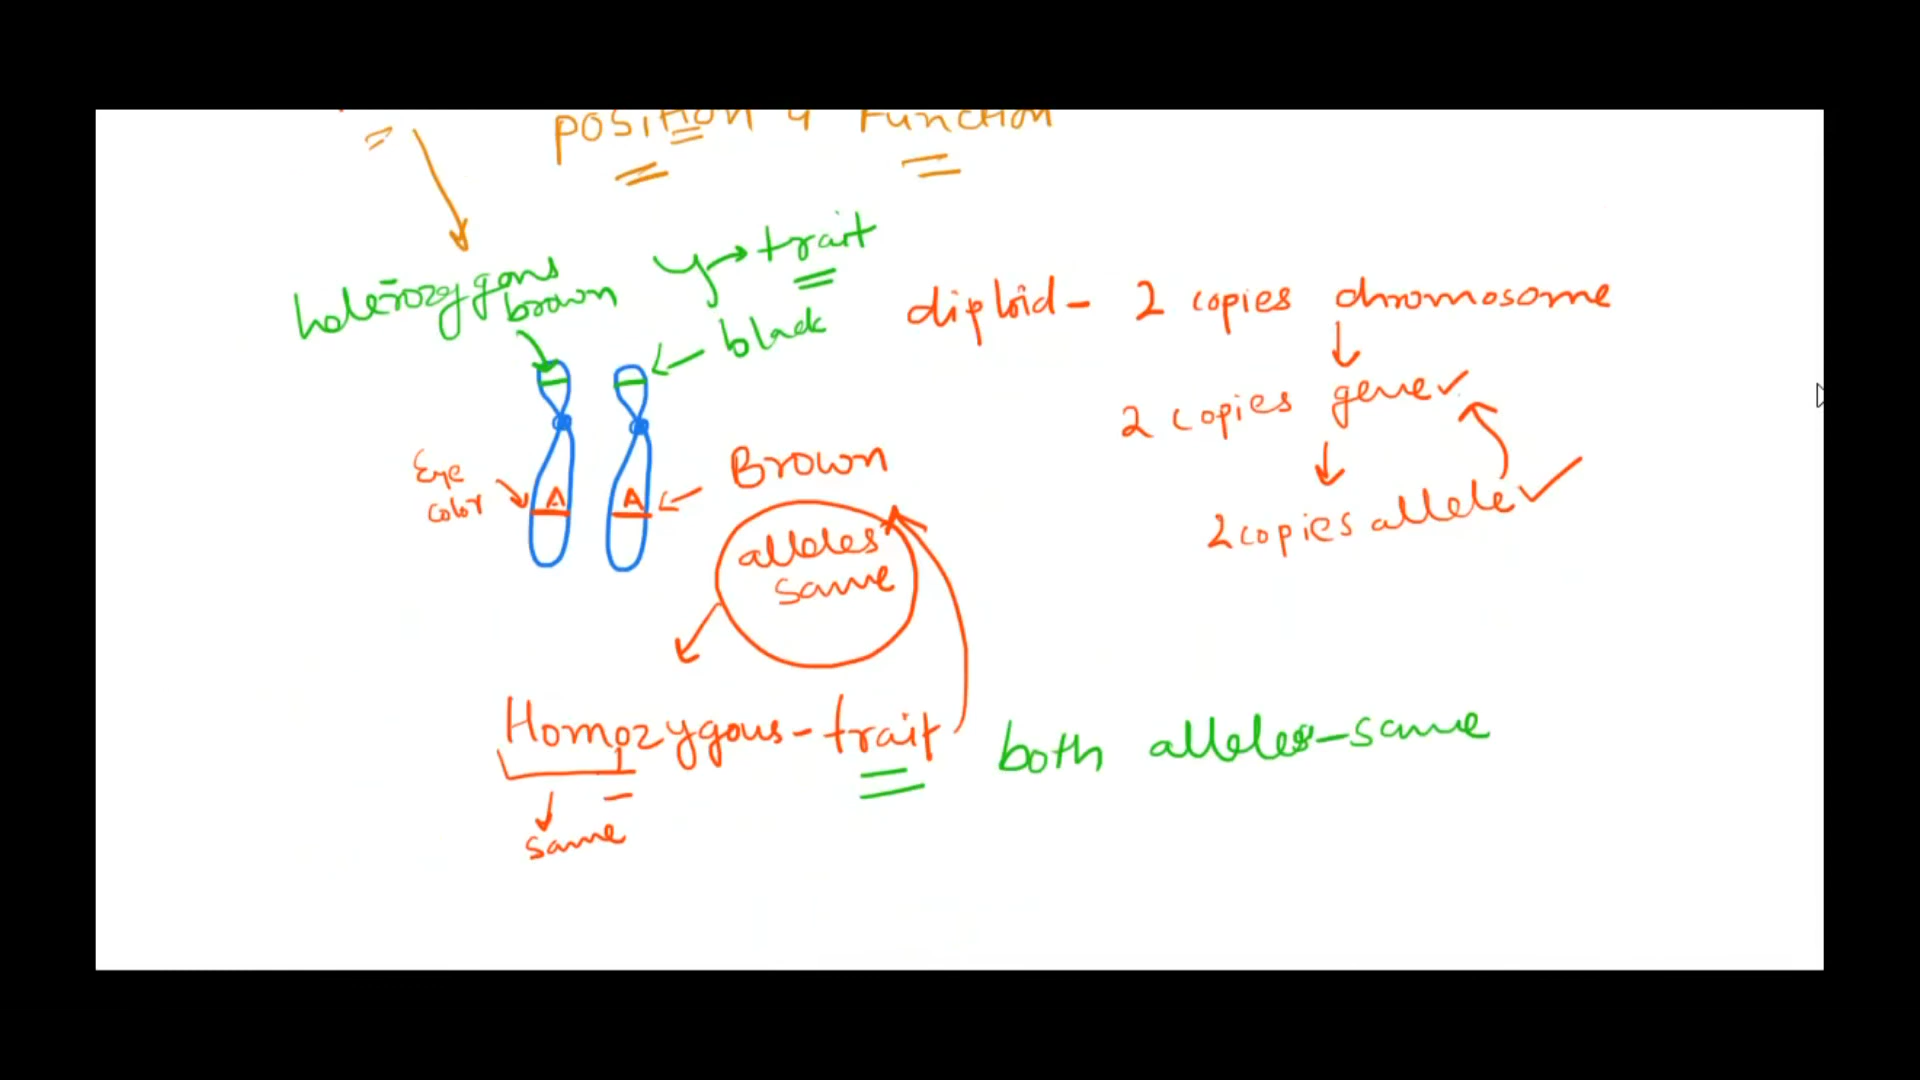 position & Function
heterozygous
brown
y → trait
black
diploid - 2 copies chromosome
2 copies gene ✓
2 copies allele ✓
Eye
color
A
A
Brown
alleles
same
Homozygous - trait
both alleles - same
same